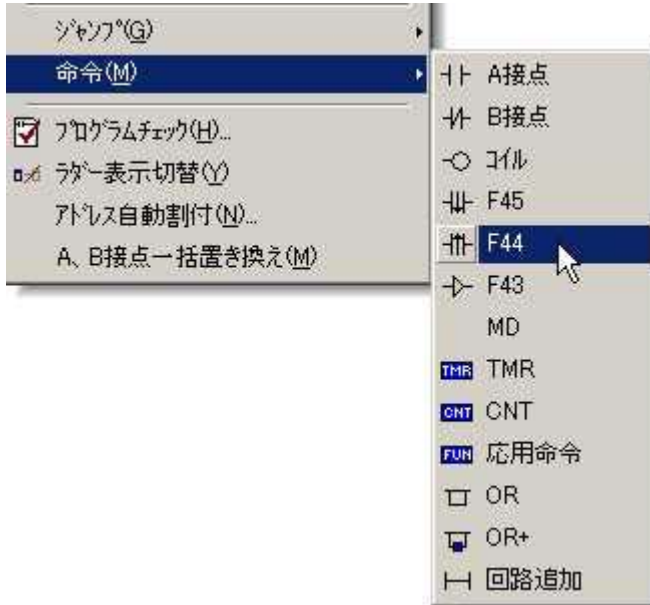 ｼﾞｬﾝﾌﾟ(G)
命令(M)
ﾌﾟﾛｸﾞﾗﾑﾁｪｯｸ(H)...
ﾗﾀﾞｰ表示切替(Y)
ｱﾄﾞﾚｽ自動割付(N)...
A、B接点一括置き換え(M)
A接点
B接点
ｺｲﾙ
F45
F44
F43
MD
TMR TMR
CNT CNT
FUN 応用命令
OR
OR+
回路追加